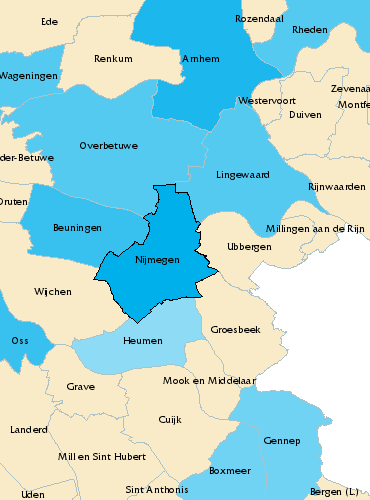 Rozendaal
Ede
Rheden
Renkum
Arnhem
Wageningen
Zevenaa
Westervoort
Montfe
Duiven
Overbetuwe
der-Betuwe
Lingewaard
Rijnwaarden
Druten
Beuningen
Millingen aan de Rijn
Ubbergen
Nijmegen
Wijchen
Groesbeek
Oss
Heumen
Mook en Middelaar
Grave
Cuijk
Landerd
Gennep
Mill en Sint Hubert
Boxmeer
Sint Anthonis
Bergen (L.)
Uden